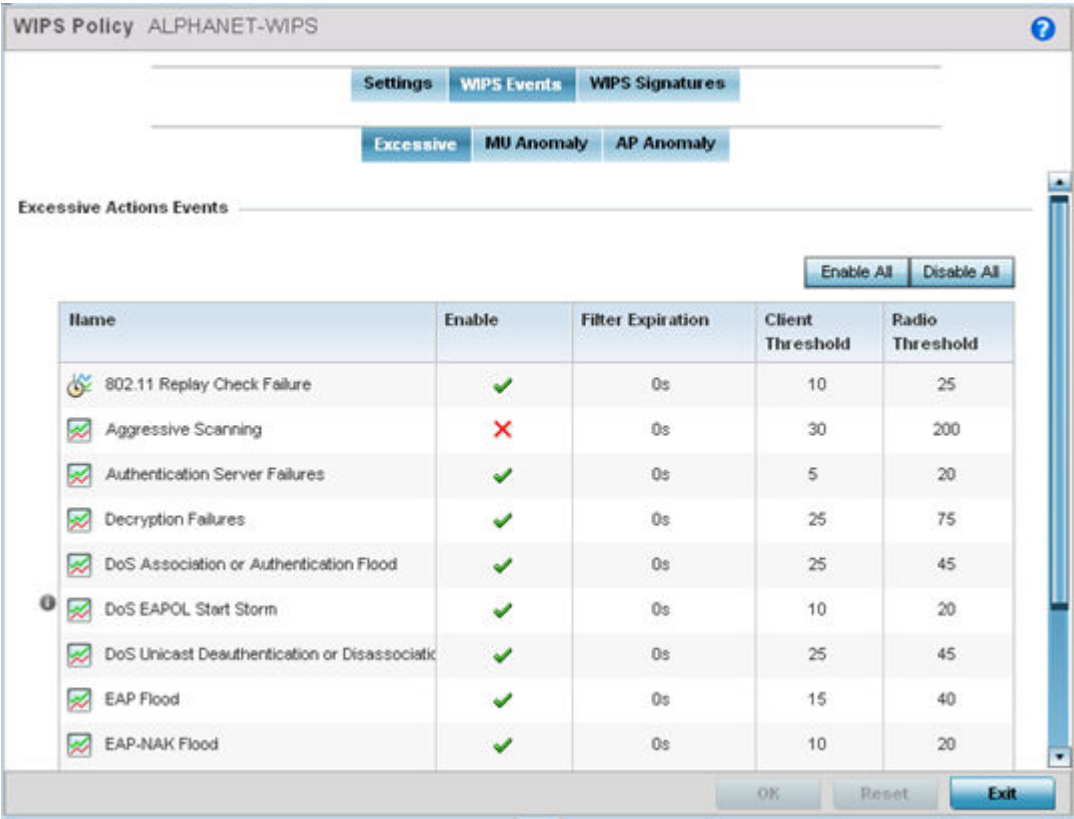 WIPS Policy ALPHANET-WIPS ?
Settings WIPS Events WIPS Signatures
Excessive MU Anomaly AP Anomaly
Excessive Actions Events
Enable All Disable All
Name Enable Filter Expiration Client Threshold Radio Threshold
802.11 Replay Check Failure 0s 10 25
Aggressive Scanning 0s 30 200
Authentication Server Failures 0s 5 20
Decryption Failures 0s 25 75
DoS Association or Authentication Flood 0s 25 45
DoS EAPOL Start Storm 0s 10 20
DoS Unicast Deauthentication or Disassociatic 0s 25 45
EAP Flood 0s 15 40
EAP-NAK Flood 0s 10 20
OK Reset Exit